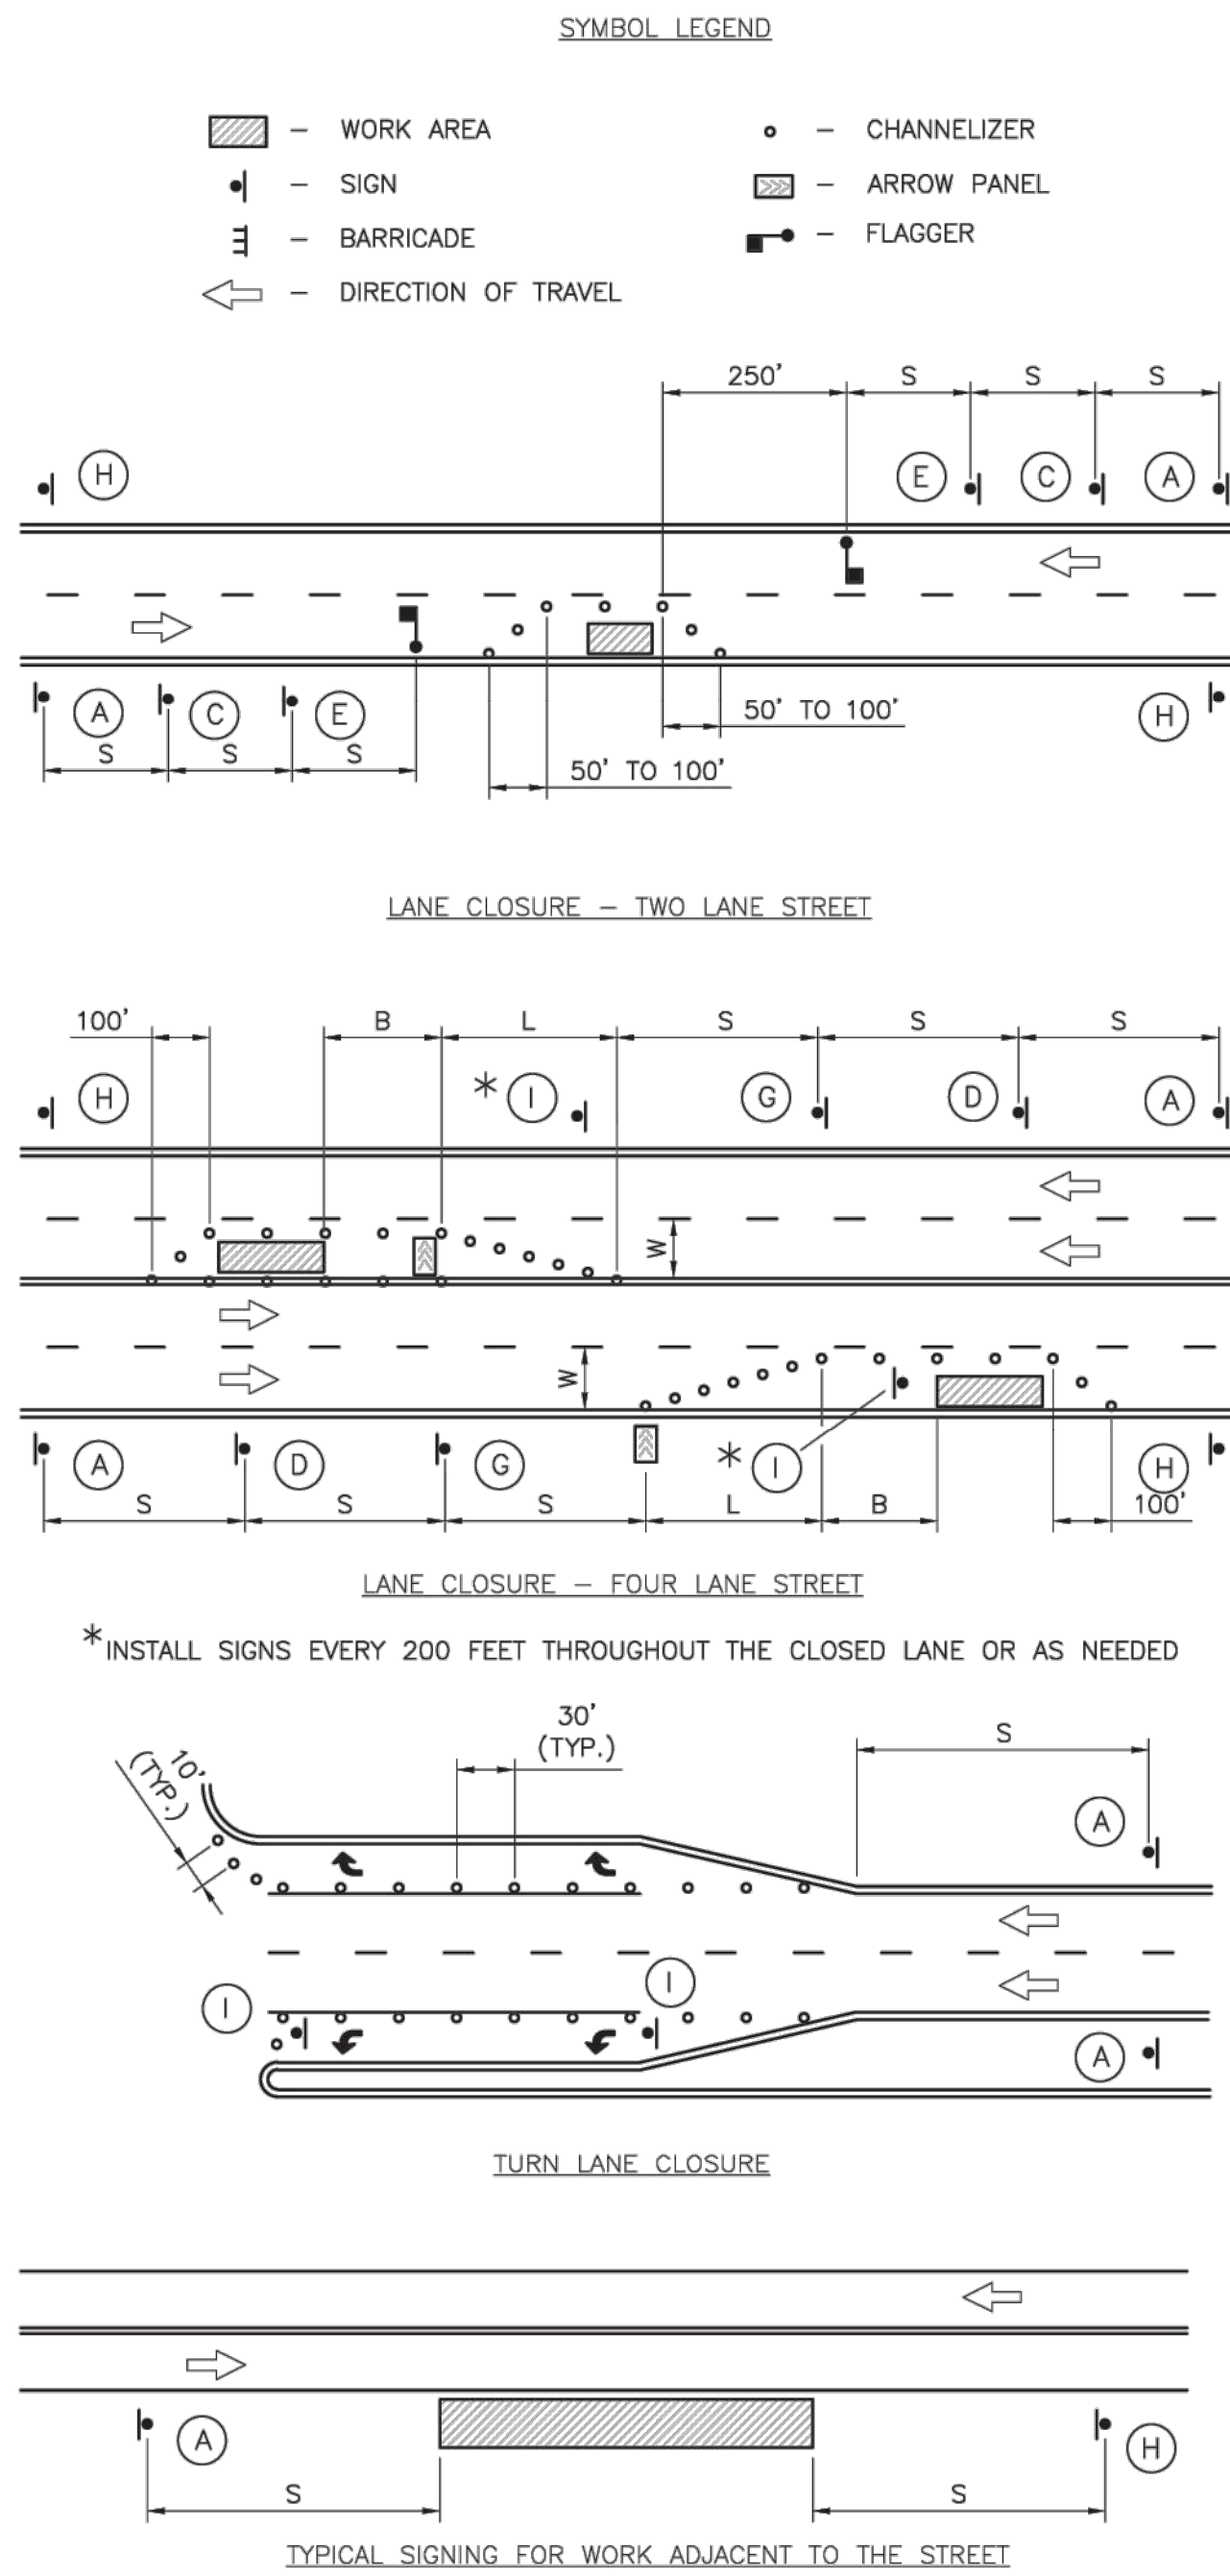 SYMBOL LEGEND
– WORK AREA
– CHANNELIZER
– SIGN
– ARROW PANEL
– BARRICADE
– FLAGGER
– DIRECTION OF TRAVEL
250' S S S
H E C A
A C E H
50' TO 100'
S S S
50' TO 100'
LANE CLOSURE – TWO LANE STREET
100' B L S S S
H * I G D A
W
W
A D G * I H
S S S L B 100'
LANE CLOSURE – FOUR LANE STREET
*INSTALL SIGNS EVERY 200 FEET THROUGHOUT THE CLOSED LANE OR AS NEEDED
30'
(TYP.)
S
10'
(TYP.)
A
I
I
A
TURN LANE CLOSURE
A H
S S
TYPICAL SIGNING FOR WORK ADJACENT TO THE STREET